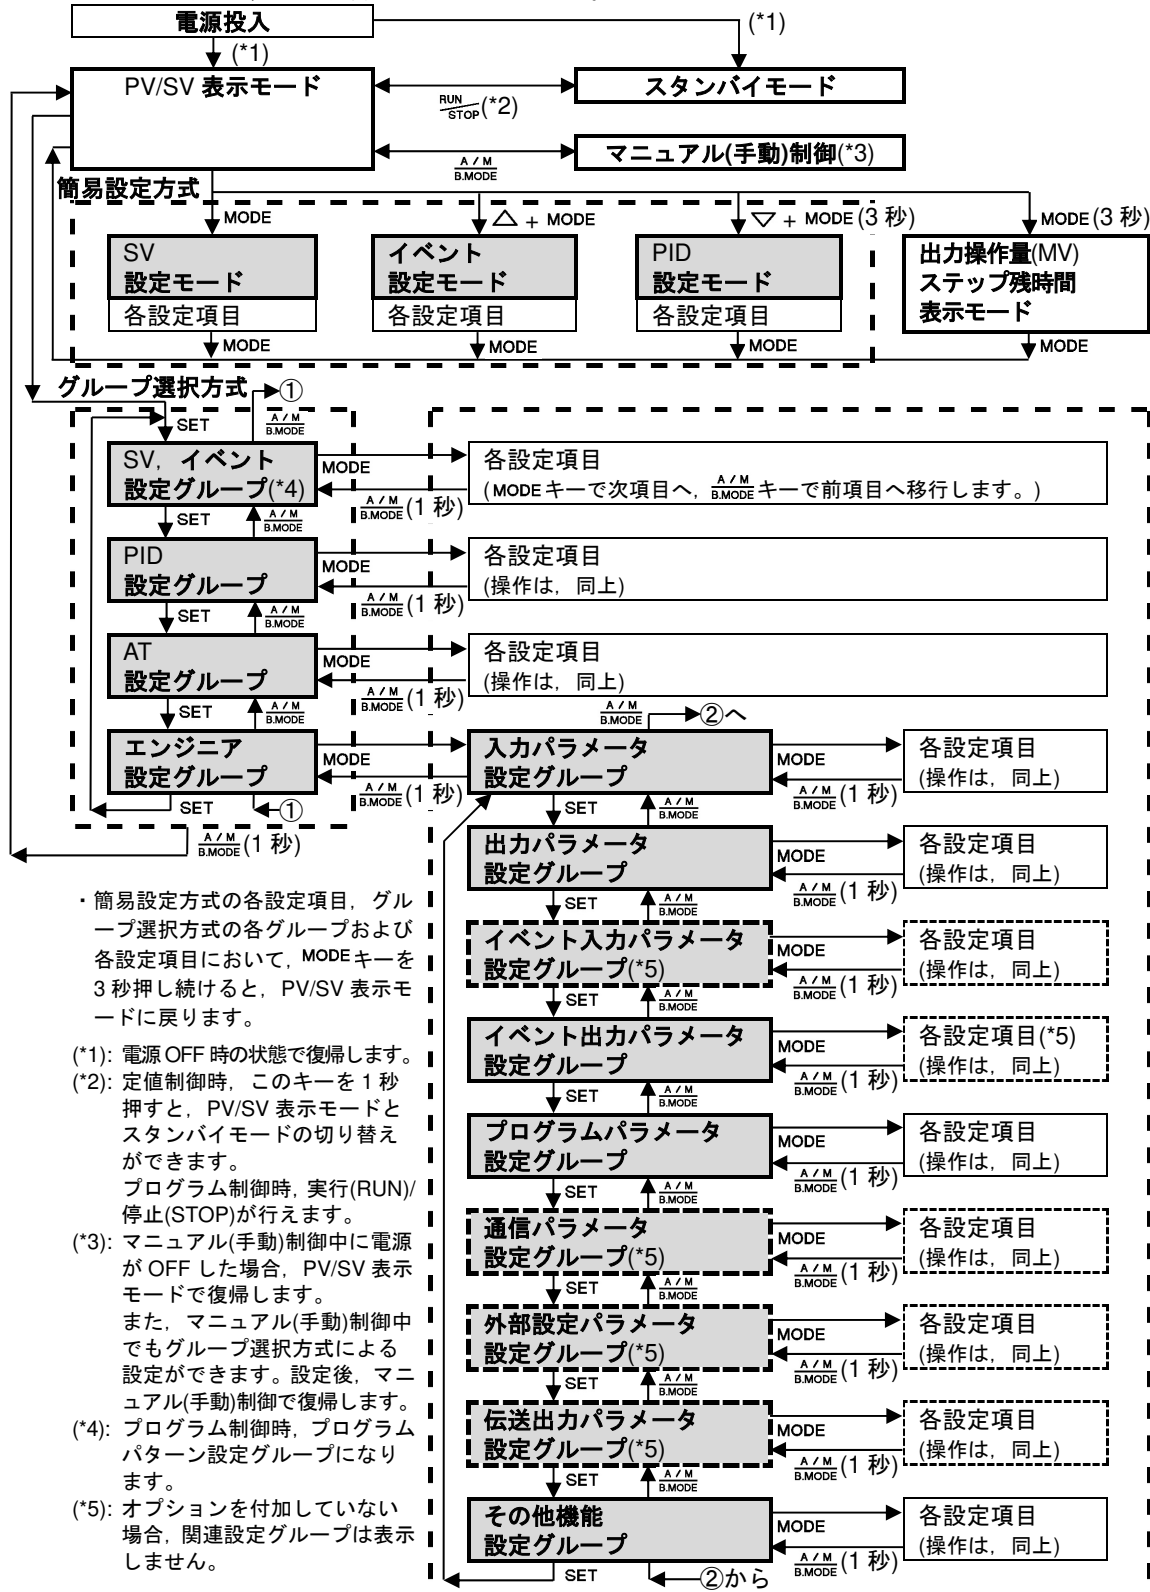 電源投入
(*1)
(*1)
PV/SV 表示モード
スタンバイモード
RUN
STOP(*2)
マニュアル(手動)制御(*3)
A/M
B.MODE
簡易設定方式
MODE
△ + MODE
▽ + MODE (3 秒)
MODE (3 秒)
SV
設定モード
各設定項目
イベント
設定モード
各設定項目
PID
設定モード
各設定項目
出力操作量(MV)
ステップ残時間
表示モード
MODE
MODE
MODE
MODE
グループ選択方式
①
SET
A/M
B.MODE
SV, イベント
設定グループ(*4)
MODE
A/M
B.MODE (1 秒)
各設定項目
(MODEキーで次項目へ, A/M
B.MODEキーで前項目へ移行します。)
SET
A/M
B.MODE
PID
設定グループ
MODE
A/M
B.MODE (1 秒)
各設定項目
(操作は, 同上)
SET
A/M
B.MODE
AT
設定グループ
MODE
A/M
B.MODE (1 秒)
各設定項目
(操作は, 同上)
SET
A/M
B.MODE
A/M
B.MODE
②へ
エンジニア
設定グループ
MODE
A/M
B.MODE (1 秒)
入力パラメータ
設定グループ
MODE
A/M
B.MODE (1 秒)
各設定項目
(操作は, 同上)
SET
①
A/M
B.MODE (1 秒)
SET
A/M
B.MODE
出力パラメータ
設定グループ
MODE
A/M
B.MODE (1 秒)
各設定項目
(操作は, 同上)
SET
A/M
B.MODE
イベント入力パラメータ
設定グループ(*5)
MODE
A/M
B.MODE (1 秒)
各設定項目
(操作は, 同上)
SET
A/M
B.MODE
イベント出力パラメータ
設定グループ
MODE
A/M
B.MODE (1 秒)
各設定項目(*5)
(操作は, 同上)
SET
A/M
B.MODE
プログラムパラメータ
設定グループ
MODE
A/M
B.MODE (1 秒)
各設定項目
(操作は, 同上)
SET
A/M
B.MODE
通信パラメータ
設定グループ(*5)
MODE
A/M
B.MODE (1 秒)
各設定項目
(操作は, 同上)
SET
A/M
B.MODE
外部設定パラメータ
設定グループ(*5)
MODE
A/M
B.MODE (1 秒)
各設定項目
(操作は, 同上)
SET
A/M
B.MODE
伝送出力パラメータ
設定グループ(*5)
MODE
A/M
B.MODE (1 秒)
各設定項目
(操作は, 同上)
SET
A/M
B.MODE
その他機能
設定グループ
MODE
A/M
B.MODE (1 秒)
各設定項目
(操作は, 同上)
SET
②から
・簡易設定方式の各設定項目, グル
ープ選択方式の各グループおよび
各設定項目において, MODEキーを
3 秒押し続けると, PV/SV 表示モ
ードに戻ります。
(*1): 電源 OFF 時の状態で復帰します。
(*2): 定値制御時, このキーを 1 秒
押すと, PV/SV 表示モードと
スタンバイモードの切り替え
ができます。
プログラム制御時, 実行(RUN)/
停止(STOP)が行えます。
(*3): マニュアル(手動)制御中に電源
が OFF した場合, PV/SV 表示
モードで復帰します。
また, マニュアル(手動)制御中
でもグループ選択方式による
設定ができます。設定後, マニ
ュアル(手動)制御で復帰します。
(*4): プログラム制御時, プログラム
パターン設定グループになり
ます。
(*5): オプションを付加していない
場合, 関連設定グループは表示
しません。